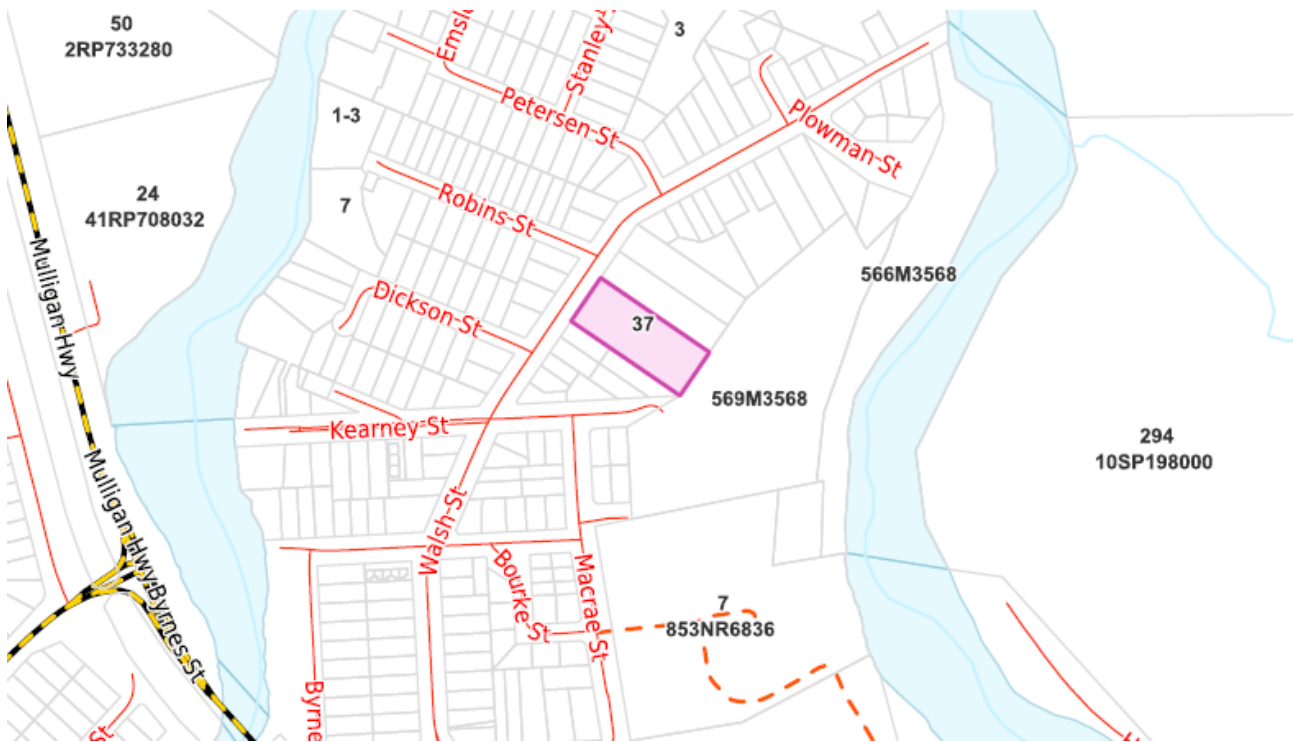 50
2RP733280
Emsl
Stanley
3
1-3
Petersen St
Plowman St
24
41RP708032
7
Robins St
Mulligan Hwy
566M3568
Dickson St
37
569M3568
Kearney St
294
10SP198000
Mulligan Hwy
Walsh St
Byrnes St
Bourke St
Macrae St
7
853NR6836
Byrne
St